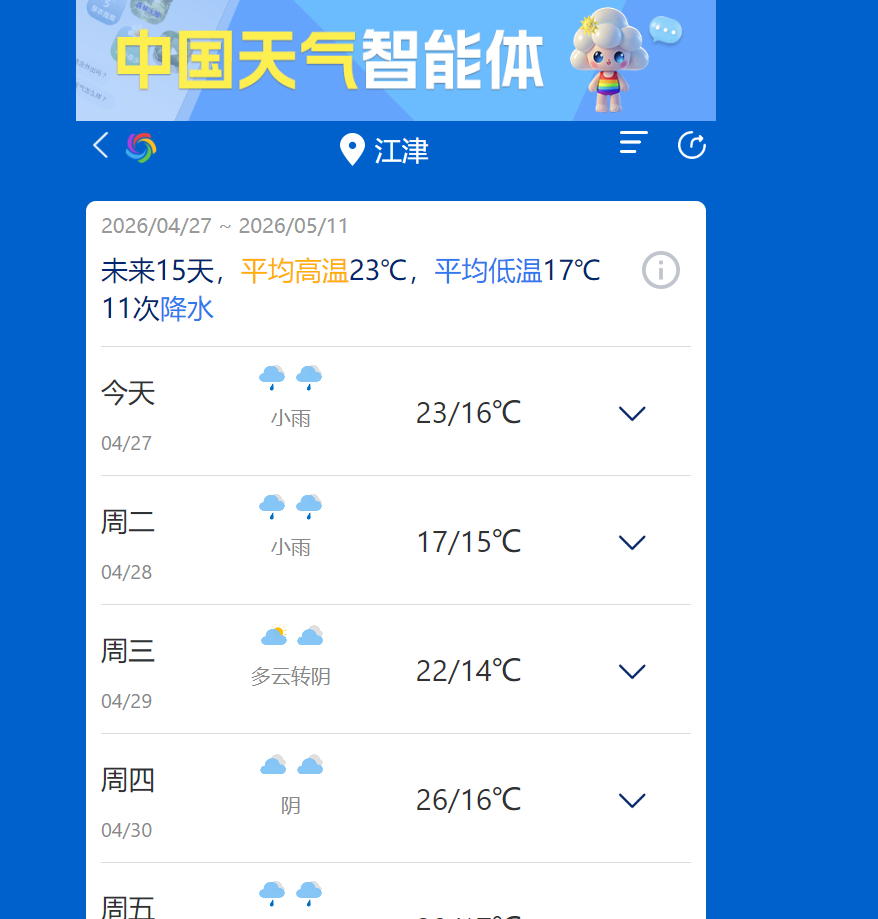 中国天气智能体
江津
2026/04/27 ~ 2026/05/11
未来15天，平均高温23℃，平均低温17℃
11次降水
今天
小雨
23/16℃
04/27
周二
小雨
17/15℃
04/28
周三
多云转阴
22/14℃
04/29
周四
阴
26/16℃
04/30
周五